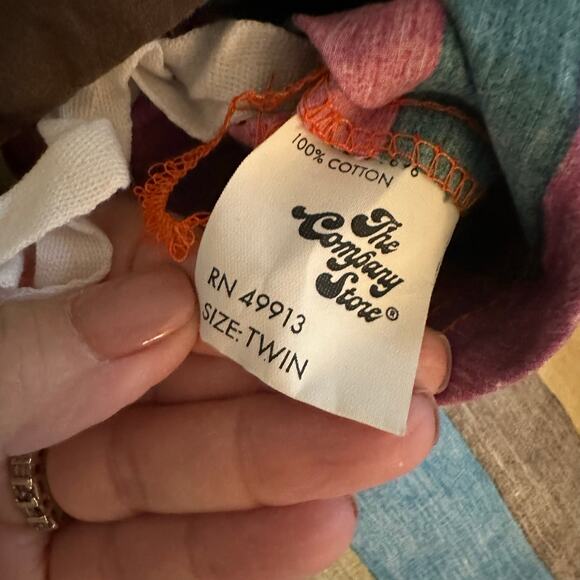 100% COTTON
The
Company
Store®
RN 49913
SIZE: TWIN